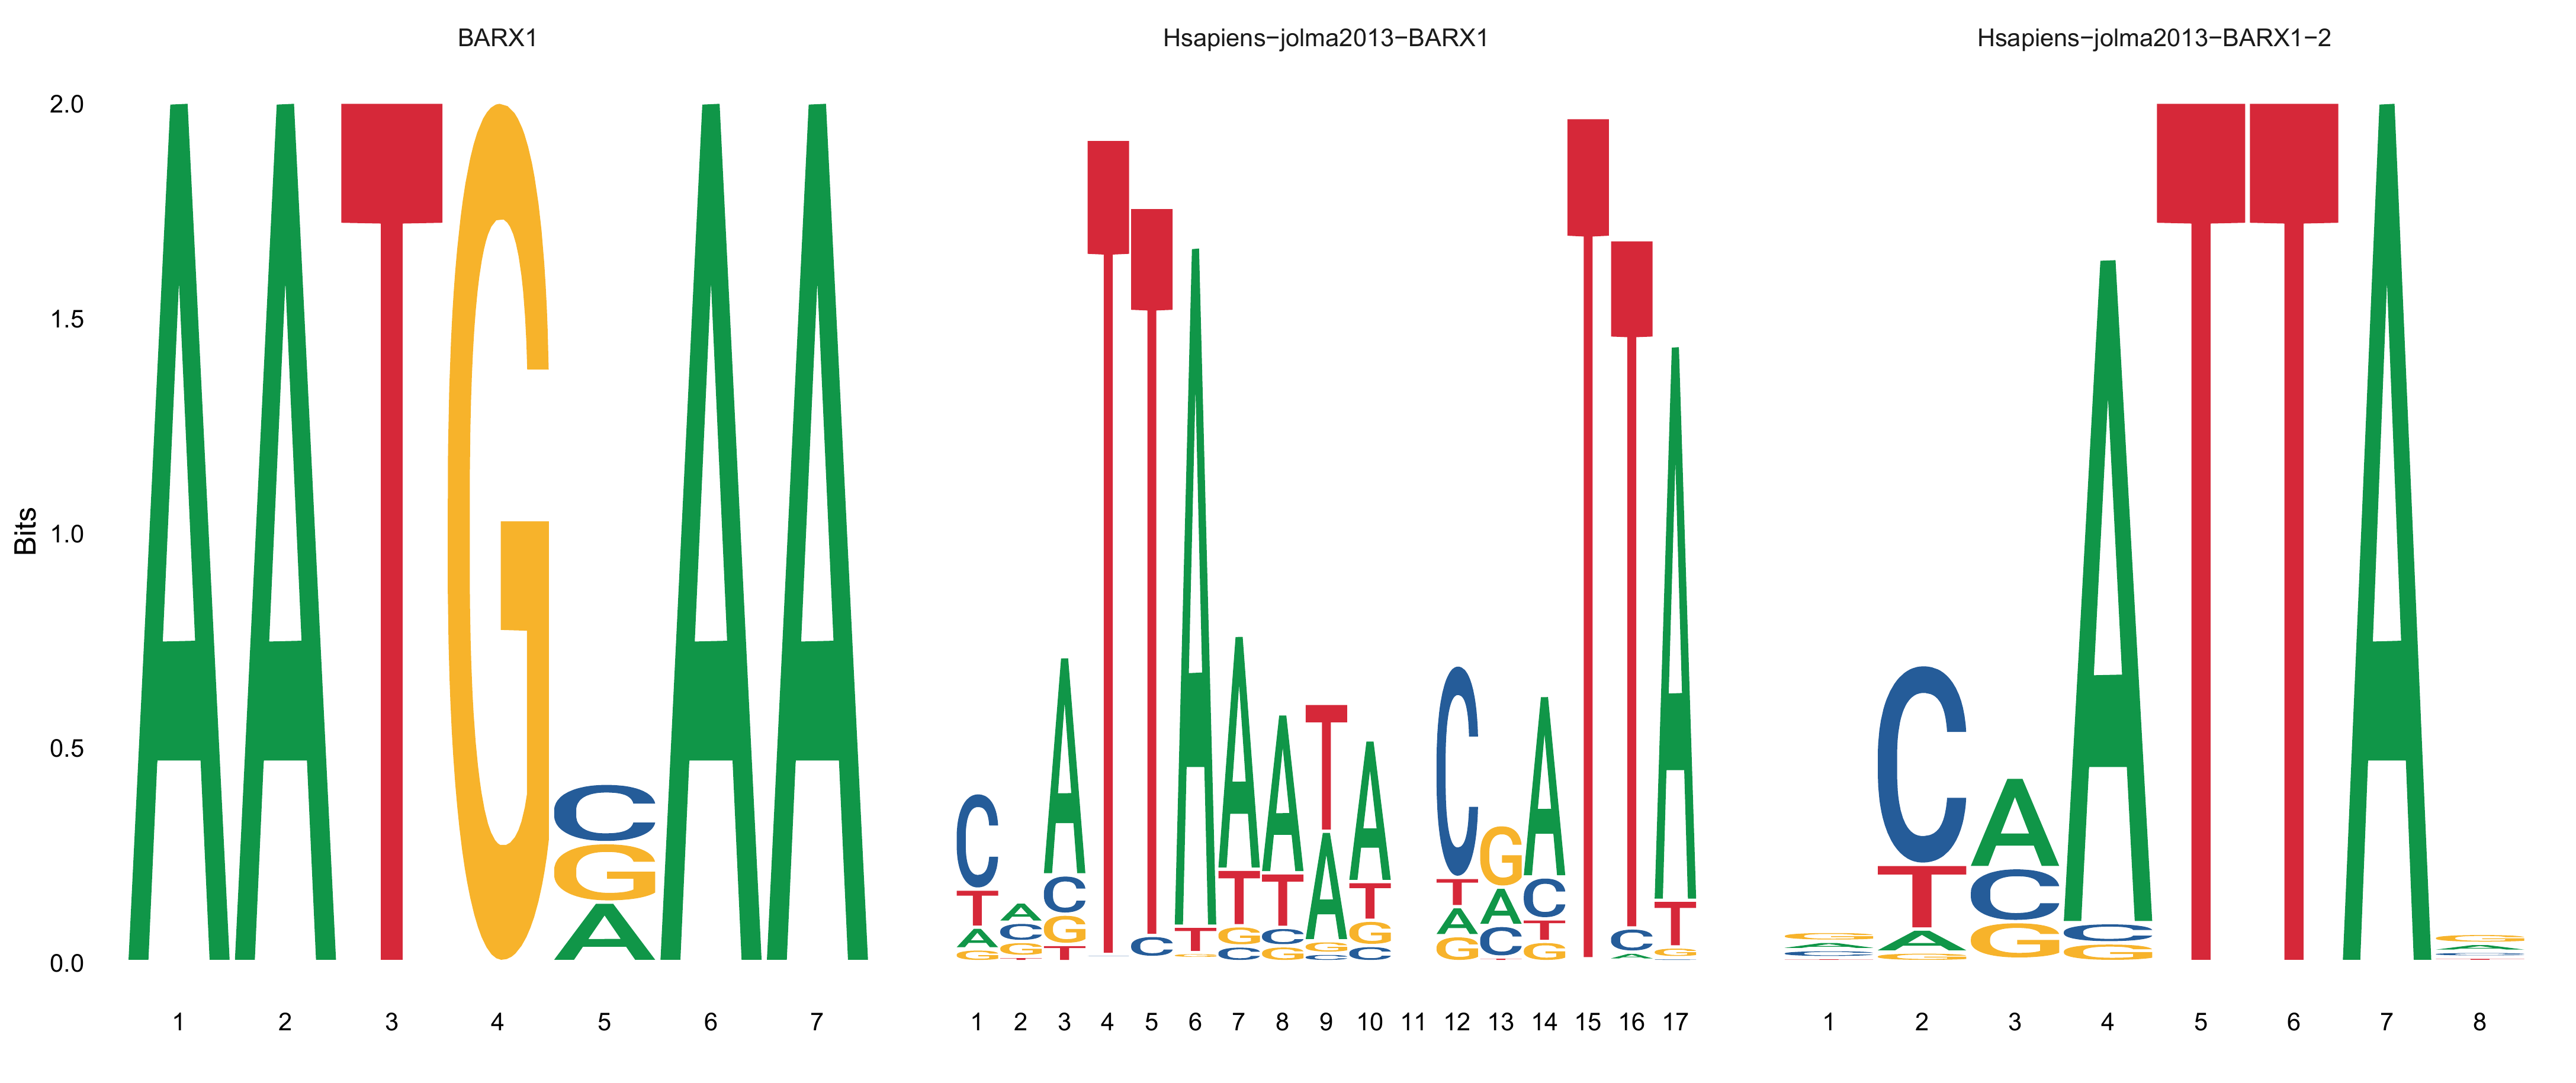 BARX1
Hsapiens−jolma2013−BARX1
Hsapiens−jolma2013−BARX1−2
Bits
2.0
1.5
1.0
0.5
0.0
A A T G C G A A A
C T A G A C G T A C G T T T C A T G A T G C A T C G T A G C A T G C C T A G G A C A C T G T T C A A T G
G A C C T A G A C G A C G T T A G A C
1 2 3 4 5 6 7
1 2 3 4 5 6 7 8 9 10 11 12 13 14 15 16 17
1 2 3 4 5 6 7 8